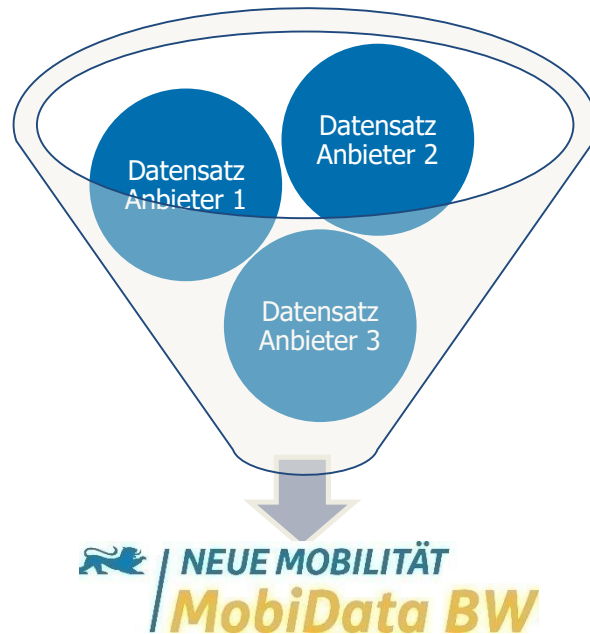 Datensatz
Anbieter 1
Datensatz
Anbieter 2
Datensatz
Anbieter 3
NEUE MOBILITÄT
MobiData BW